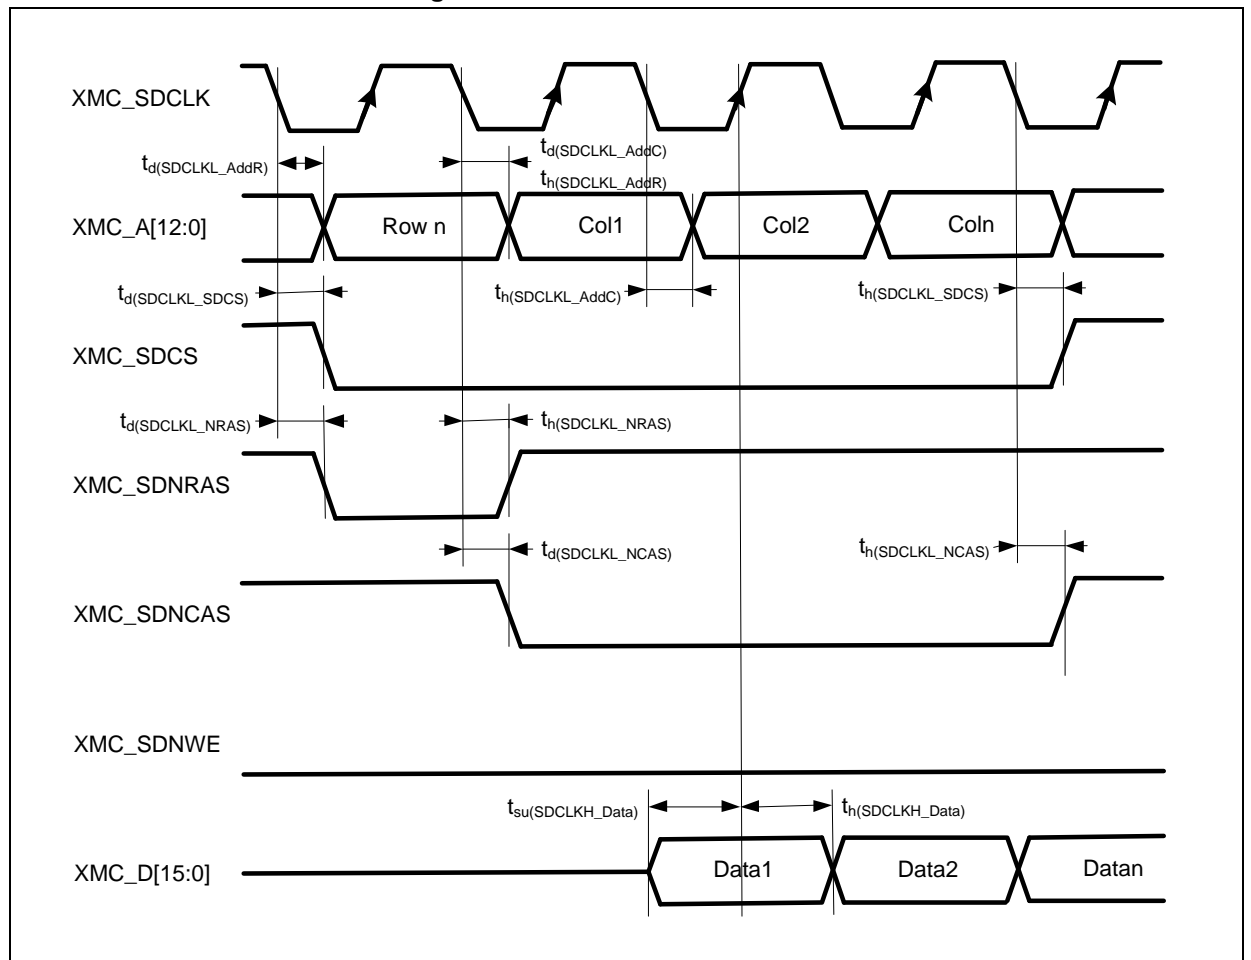 XMC_SDCLK
td(SDCLKL_AddR)
td(SDCLKL_AddC)
th(SDCLKL_AddR)
XMC_A[12:0]
Row n
Col1
Col2
Coln
td(SDCLKL_SDCS)
th(SDCLKL_AddC)
th(SDCLKL_SDCS)
XMC_SDCS
td(SDCLKL_NRAS)
th(SDCLKL_NRAS)
XMC_SDNRAS
td(SDCLKL_NCAS)
th(SDCLKL_NCAS)
XMC_SDNCAS
XMC_SDNWE
tsu(SDCLKH_Data)
th(SDCLKH_Data)
XMC_D[15:0]
Data1
Data2
Datan